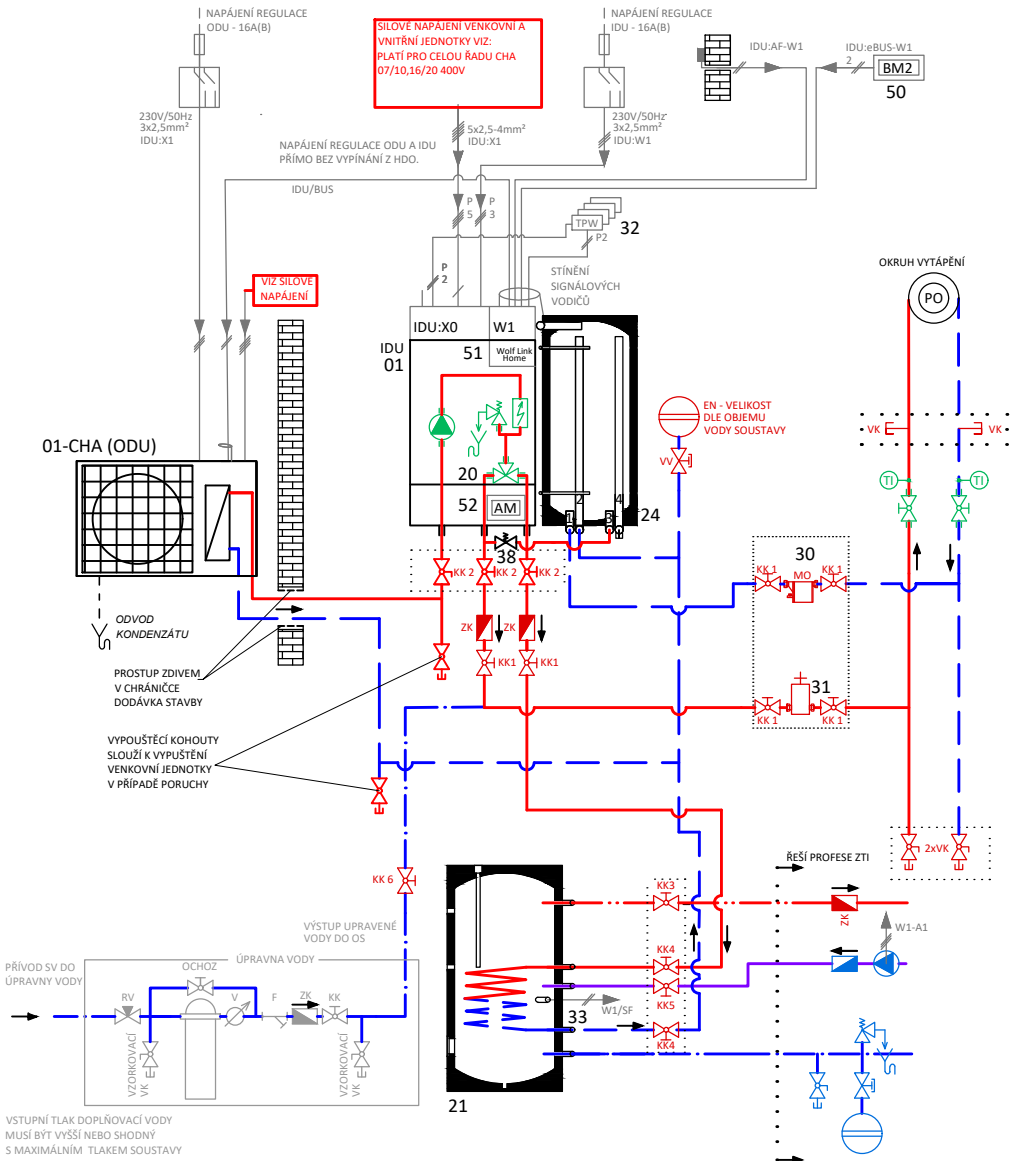 NAPÁJENÍ REGULACE
ODU - 16A(B)
SILOVÉ NAPÁJENÍ VENKOVNÍ A
VNITŘNÍ JEDNOTKY VIZ:
PLATÍ PRO CELOU ŘADU CHA
07/10,16/20 400V
NAPÁJENÍ REGULACE
IDU - 16A(B)
IDU:AF-W1
IDU:eBUS-W1
2
BM2
50
230V/50Hz
3x2,5mm²
IDU:X1
5x2,5-4mm²
IDU:X1
230V/50Hz
3x2,5mm²
IDU:W1
NAPÁJENÍ REGULACE ODU A IDU
PŘÍMO BEZ VYPÍNÁNÍ Z HDO.
IDU/BUS
P
5
P
3
TPW
32
P2
P
2
STÍNĚNÍ
SIGNÁLOVÝCH
VODIČŮ
VIZ SILOVÉ
NAPÁJENÍ
OKRUH VYTÁPĚNÍ
PO
IDU:X0
W1
IDU
01
51
Wolf Link
Home
EN - VELIKOST
DLE OBJEMU
VODY SOUSTAVY
VK
VK
01-CHA (ODU)
VV
20
TI
TI
52
AM
1
2
3
4
24
38
30
KK 2
KK 2
KK 2
KK 1
MO
KK 1
ODVOD
KONDENZÁTU
ZK
ZK
PROSTUP ZDIVEM
V CHRÁNIČCE
DODÁVKA STAVBY
KK1
KK1
31
KK 1
KK 1
VYPOUŠTĚCÍ KOHOUTY
SLOUŽÍ K VYPUŠTĚNÍ
VENKOVNÍ JEDNOTKY
V PŘÍPADĚ PORUCHY
2xVK
ŘEŠÍ PROFESE ZTI
KK 6
KK3
ZK
W1-A1
VÝSTUP UPRAVENÉ
VODY DO OS
ÚPRAVNA VODY
PŘÍVOD SV DO
ÚPRAVNY VODY
OCHOZ
KK4
KK5
RV
V
F
ZK
KK
W1/SF
33
KK4
VZORKOVACÍ
VK
VZORKOVACÍ
VK
21
VSTUPNÍ TLAK DOPLŇOVACÍ VODY
MUSÍ BÝT VYŠŠÍ NEBO SHODNÝ
S MAXIMÁLNÍM TLAKEM SOUSTAVY